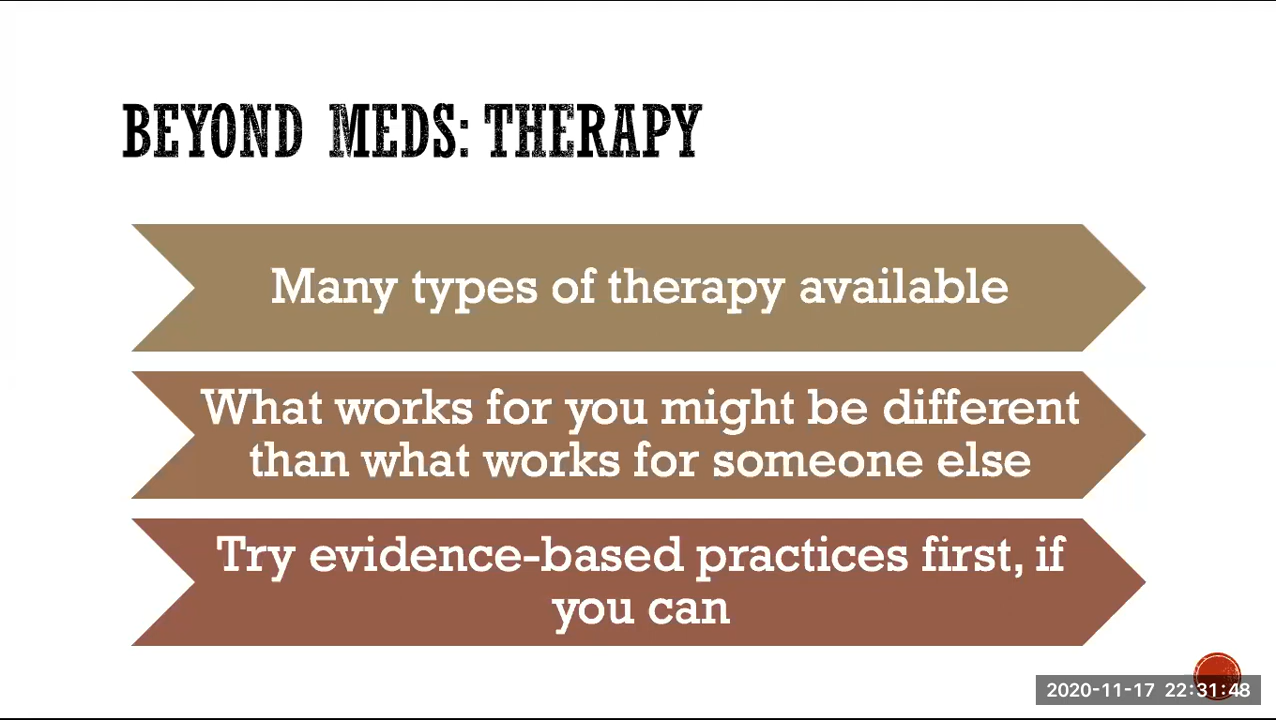 BEYOND MEDS: THERAPY
Many types of therapy available
What works for you might be different
than what works for someone else
Try evidence-based practices first, if
you can
2020-11-17 22:31:48